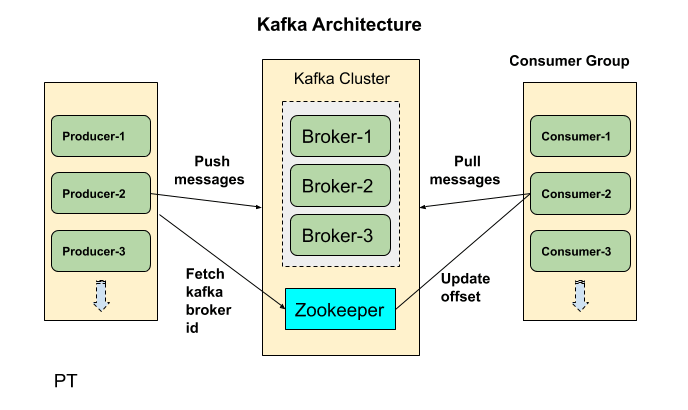 Kafka Architecture
Consumer Group
Kafka Cluster
Producer-1
Producer-2
Producer-3
Push
messages
Fetch
kafka
broker
id
Broker-1
Broker-2
Broker-3
Zookeeper
Pull
messages
Update
offset
Consumer-1
Consumer-2
Consumer-3
PT